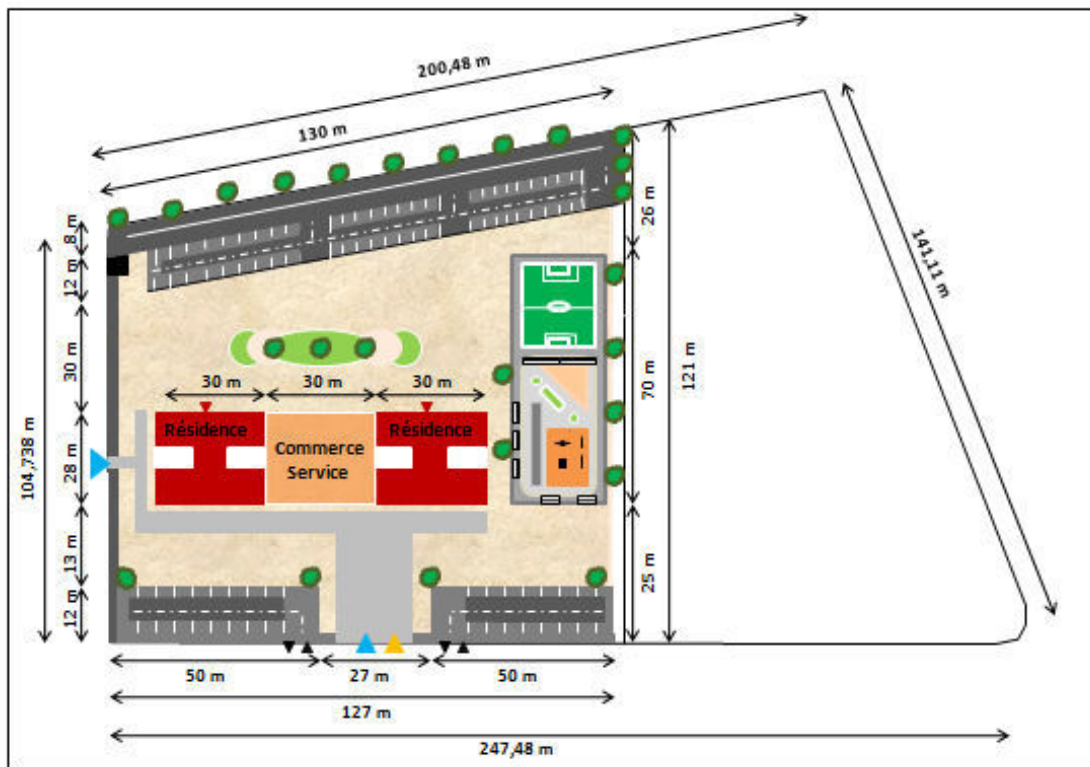 200,48 m
130 m
8 m
12 m
30 m
28 m
13 m
12 m
104,738 m
30 m
30 m
30 m
Résidence
Commerce
Service
Résidence
26 m
70 m
25 m
121 m
141,11 m
50 m
27 m
50 m
127 m
247,48 m